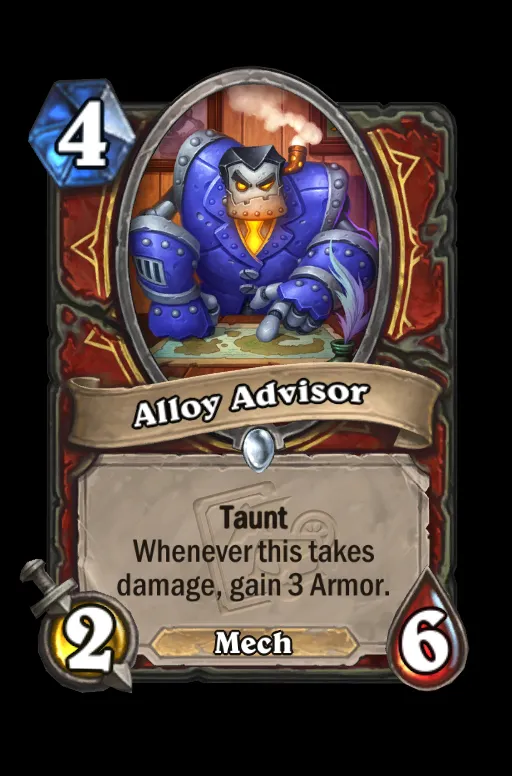 4
Alloy Advisor
Taunt
Whenever this takes
damage, gain 3 Armor.
2
Mech
6